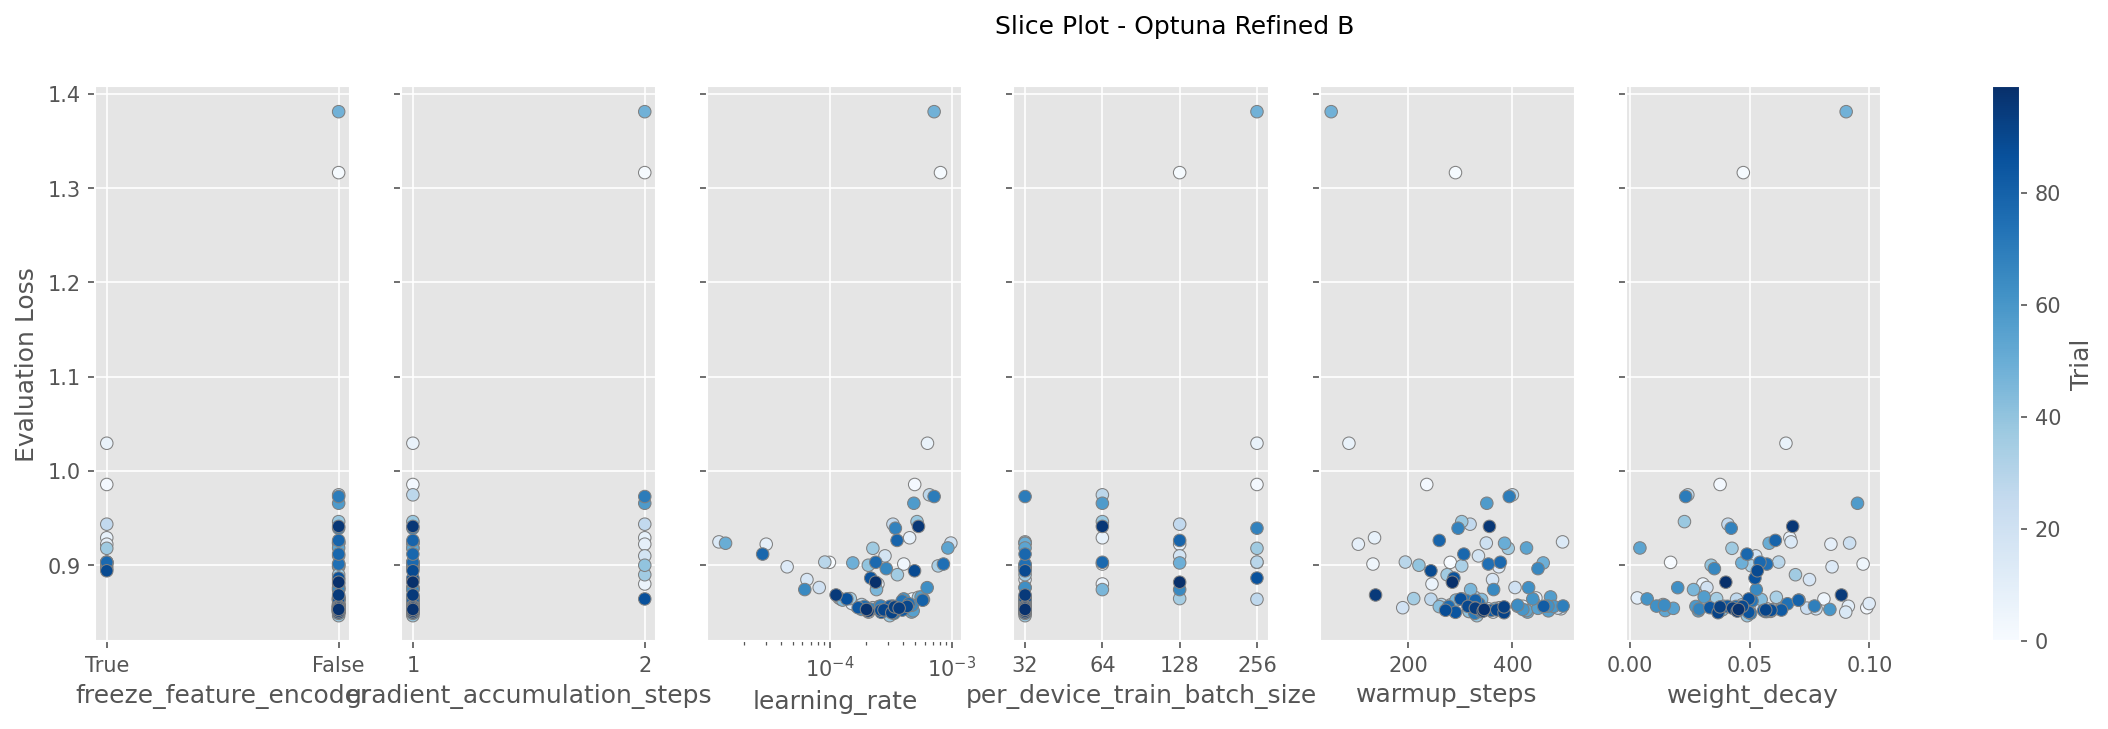 Slice Plot - Optuna Refined B
Evaluation Loss
1.4
1.3
1.2
1.1
1.0
0.9
True False
freeze_feature_encoder
1 2
gradient_accumulation_steps
10⁻⁴ 10⁻³
learning_rate
32 64 128 256
per_device_train_batch_size
200 400
warmup_steps
0.00 0.05 0.10
weight_decay
80
60
40
20
0
Trial